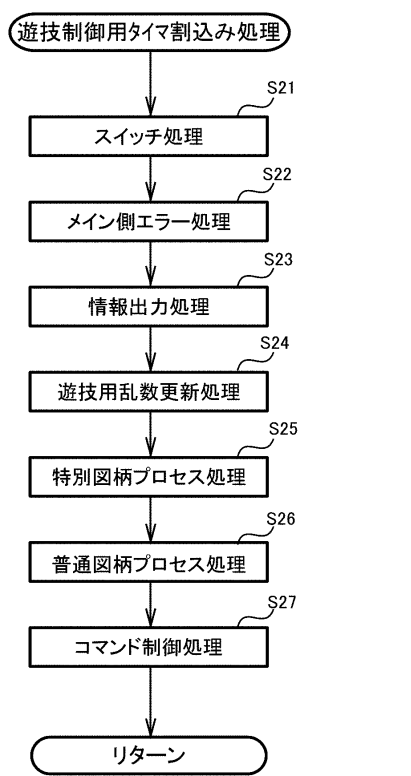 遊技制御用タイマ割込み処理
S21
スイッチ処理
S22
メイン側エラー処理
S23
情報出力処理
S24
遊技用乱数更新処理
S25
特別図柄プロセス処理
S26
普通図柄プロセス処理
S27
コマンド制御処理
リターン